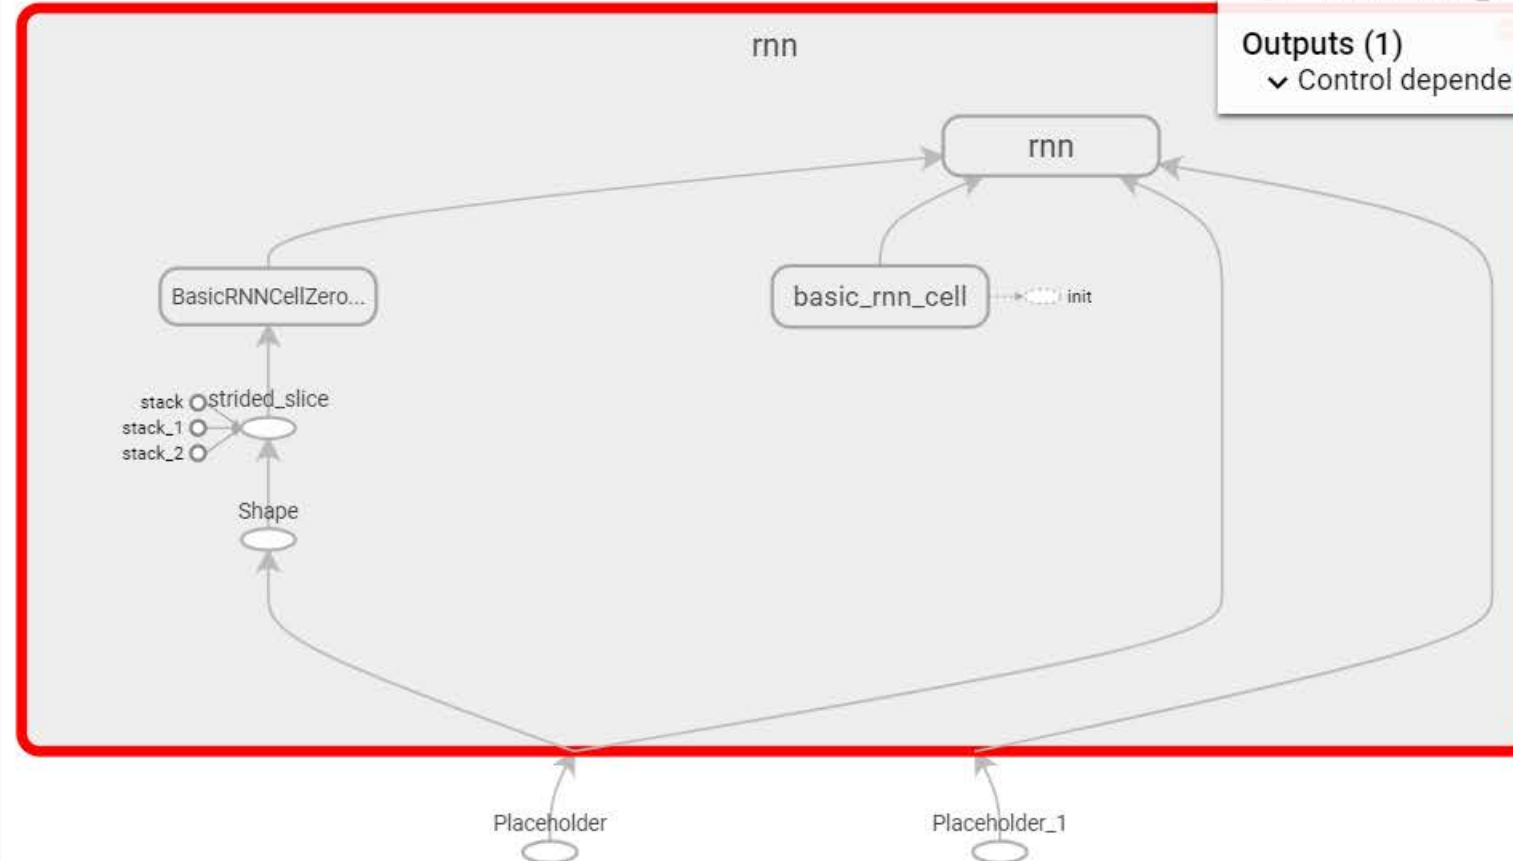 rnn
Outputs (1)
Control depende
rnn
BasicRNNCellZero...
basic_rnn_cell
init
stack
strided_slice
stack_1
stack_2
Shape
Placeholder
Placeholder_1